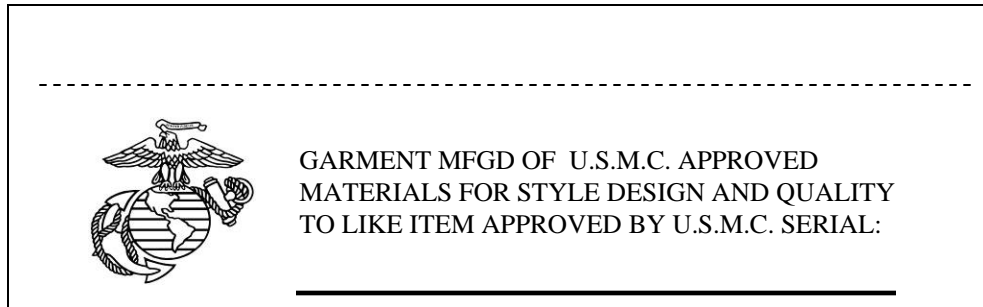 GARMENT MFGD OF U.S.M.C. APPROVED
MATERIALS FOR STYLE DESIGN AND QUALITY
TO LIKE ITEM APPROVED BY U.S.M.C. SERIAL: